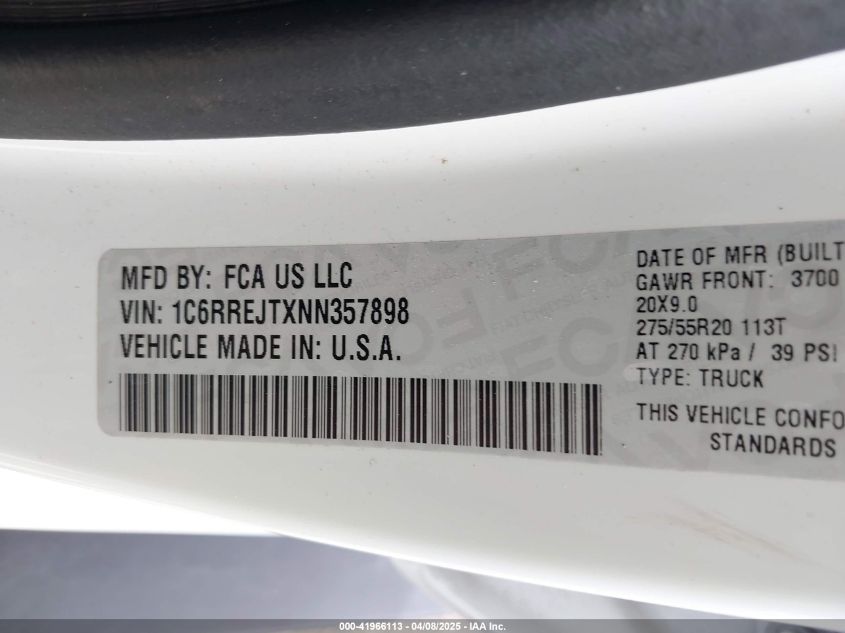 MFD BY: FCA US LLC
VIN: 1C6RREJTXNN357898
VEHICLE MADE IN: U.S.A.
DATE OF MFR (BUILT
GAWR FRONT: 3700
20X9.0
275/55R20 113T
AT 270 kPa / 39 PSI
TYPE: TRUCK
THIS VEHICLE CONFO
STANDARDS
000-41966113 - 04/08/2025 - IAA Inc.